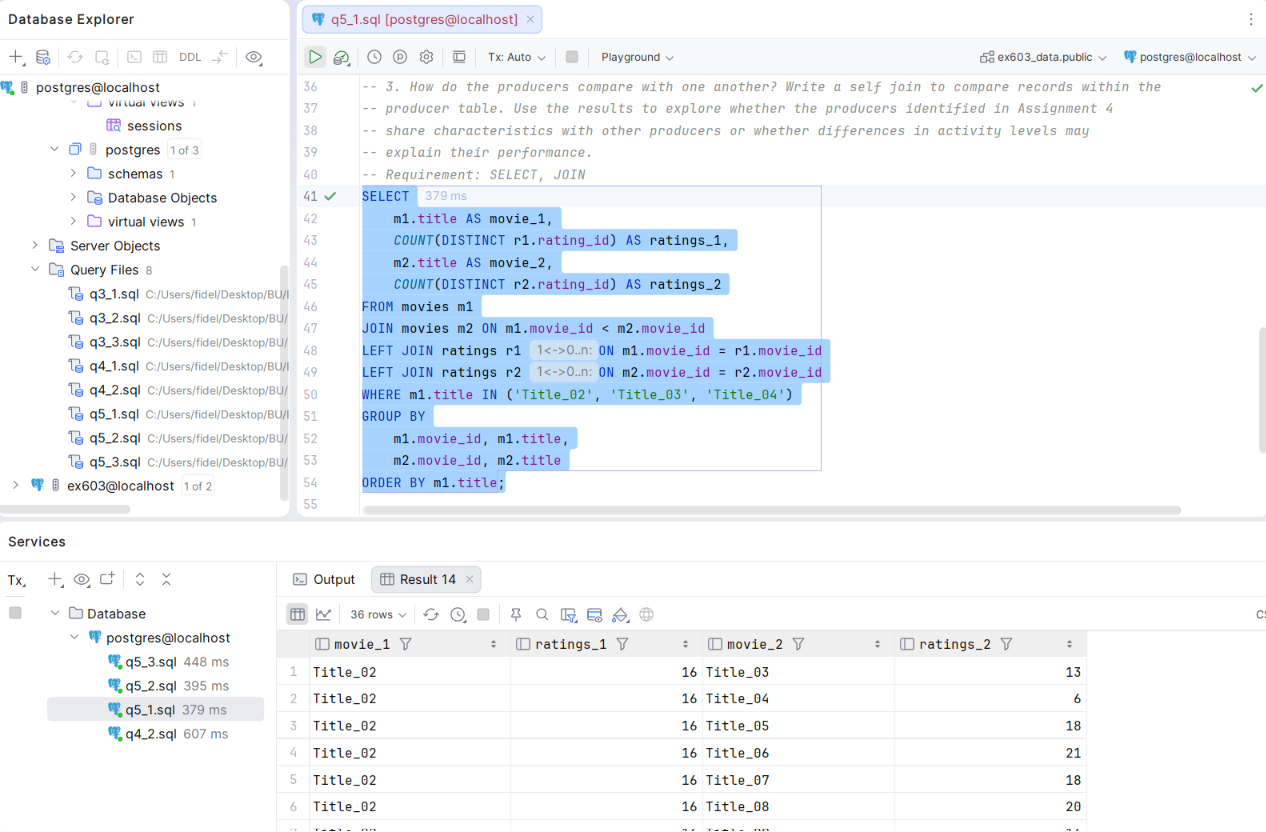 Database Explorer
DDL
postgres@localhost
virtual views 1
sessions
postgres 1 of 3
schemas 1
Database Objects
virtual views 1
Server Objects
Query Files 8
q3_1.sql C:/Users/fidel/Desktop/BU/
q3_2.sql C:/Users/fidel/Desktop/BU/
q3_3.sql C:/Users/fidel/Desktop/BU/
q4_1.sql C:/Users/fidel/Desktop/BU/
q4_2.sql C:/Users/fidel/Desktop/BU/
q5_1.sql C:/Users/fidel/Desktop/BU/
q5_2.sql C:/Users/fidel/Desktop/BU/
q5_3.sql C:/Users/fidel/Desktop/BU/
ex603@localhost 1 of 2
q5_1.sql [postgres@localhost]
Tx: Auto Playground ex603_data.public postgres@localhost
36 -- 3. How do the producers compare with one another? Write a self join to compare records within the
37 -- producer table. Use the results to explore whether the producers identified in Assignment 4
38 -- share characteristics with other producers or whether differences in activity levels may
39 -- explain their performance.
40 -- Requirement: SELECT, JOIN
41 SELECT 379 ms
42 m1.title AS movie_1,
43 COUNT(DISTINCT r1.rating_id) AS ratings_1,
44 m2.title AS movie_2,
45 COUNT(DISTINCT r2.rating_id) AS ratings_2
46 FROM movies m1
47 JOIN movies m2 ON m1.movie_id < m2.movie_id
48 LEFT JOIN ratings r1 1<->0..n: ON m1.movie_id = r1.movie_id
49 LEFT JOIN ratings r2 1<->0..n: ON m2.movie_id = r2.movie_id
50 WHERE m1.title IN ('Title_02', 'Title_03', 'Title_04')
51 GROUP BY
52 m1.movie_id, m1.title,
53 m2.movie_id, m2.title
54 ORDER BY m1.title;
55
Services
Tx
Database
postgres@localhost
q5_3.sql 448 ms
q5_2.sql 395 ms
q5_1.sql 379 ms
q4_2.sql 607 ms
Output Result 14
36 rows CS
movie_1 ratings_1 movie_2 ratings_2
1 Title_02 16 Title_03 13
2 Title_02 16 Title_04 6
3 Title_02 16 Title_05 18
4 Title_02 16 Title_06 21
5 Title_02 16 Title_07 18
6 Title_02 16 Title_08 20